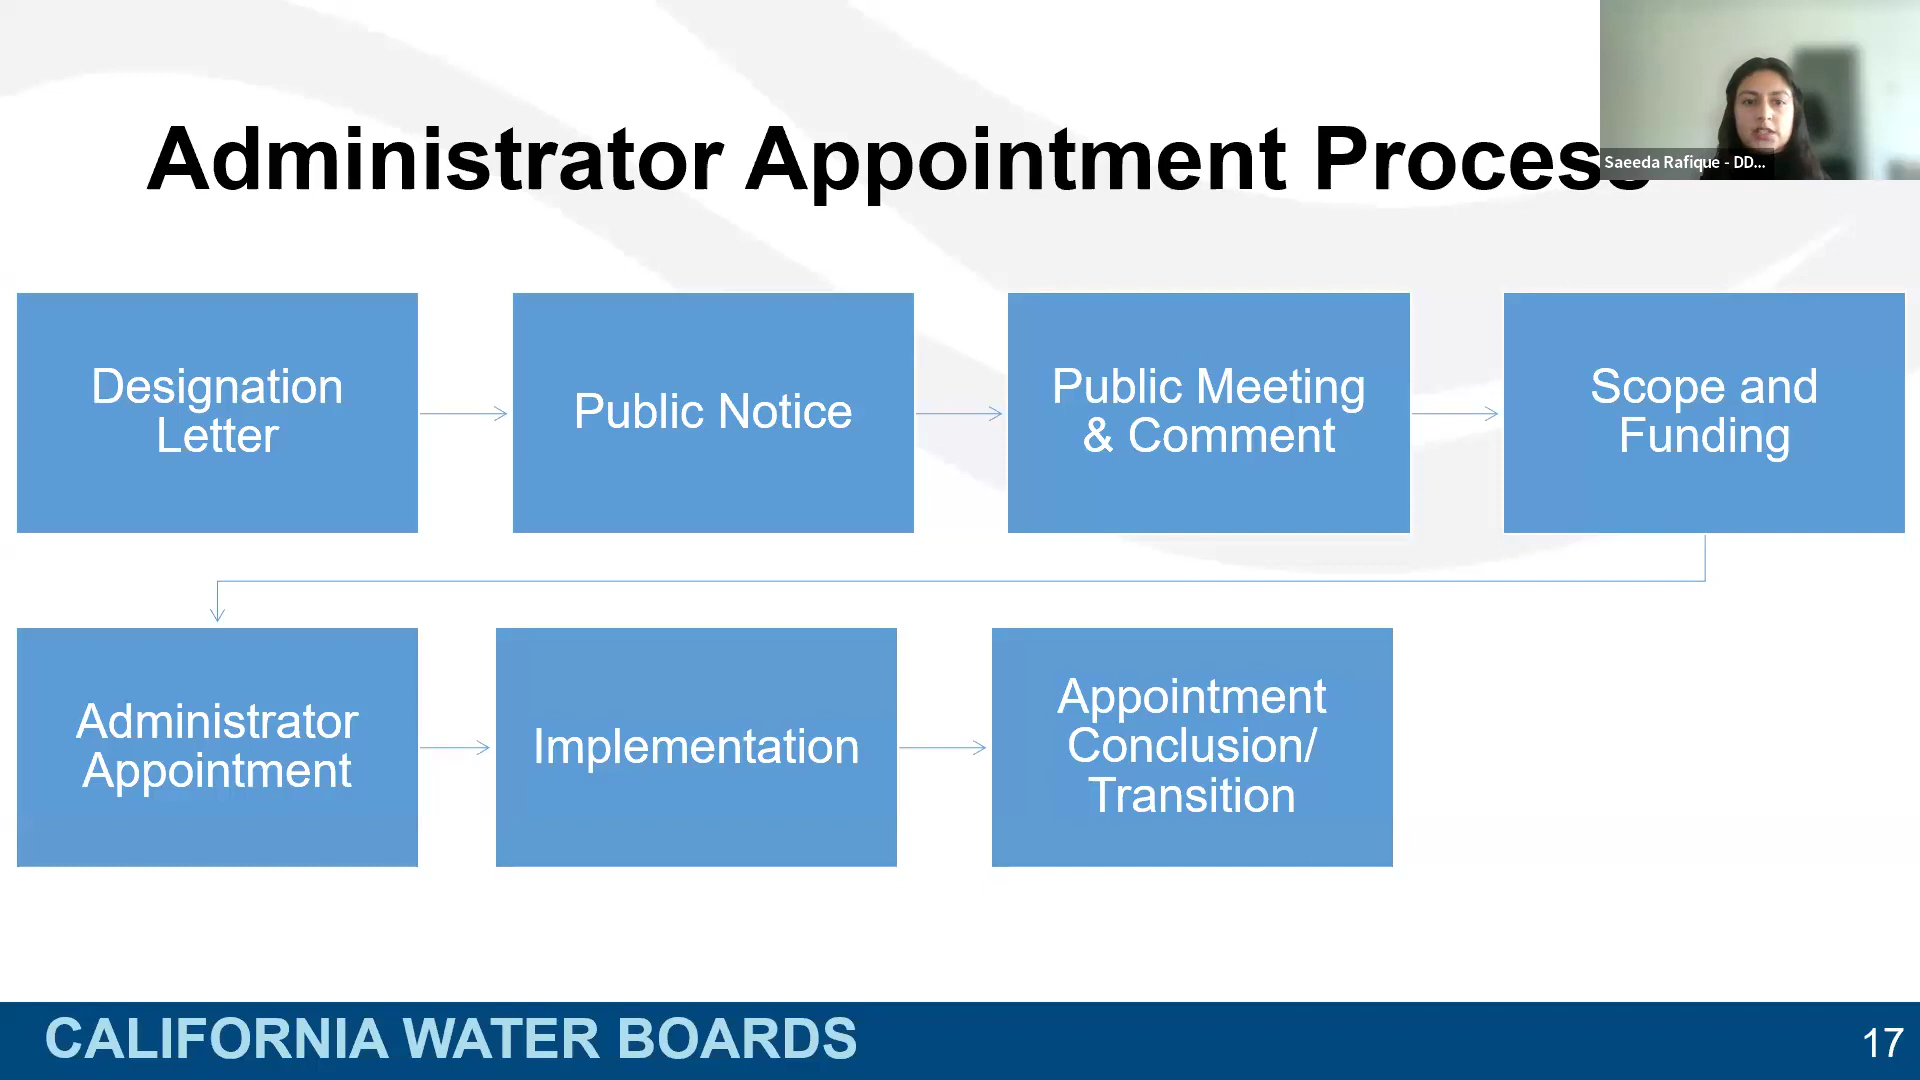 Administrator Appointment Process
Saeeda Rafique - DD...
Designation
Letter
Public Notice
Public Meeting
& Comment
Scope and
Funding
Administrator
Appointment
Implementation
Appointment
Conclusion/
Transition
CALIFORNIA WATER BOARDS
17